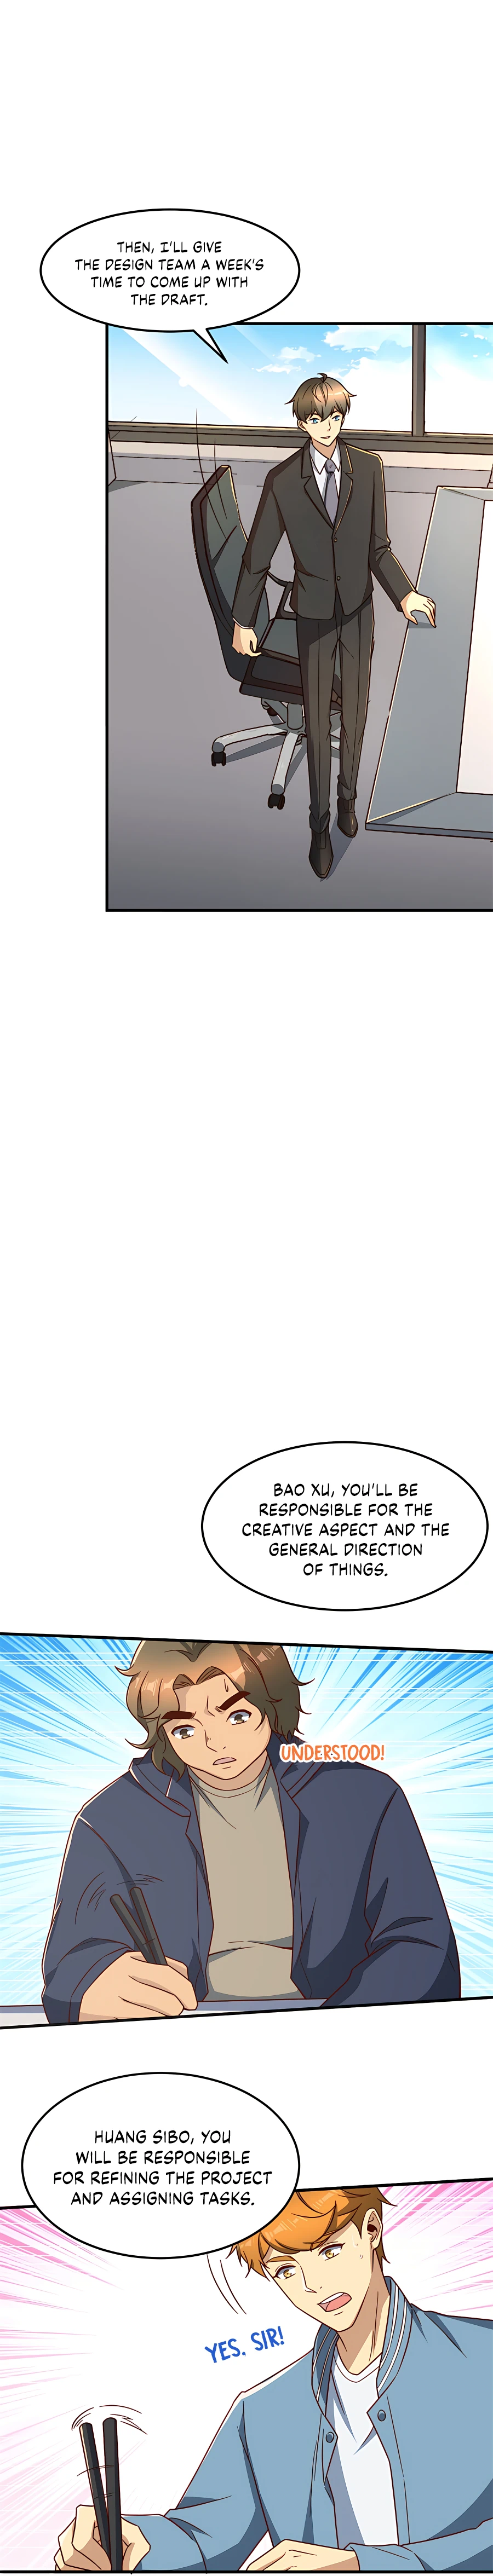 THEN, I'LL GIVE
THE DESIGN TEAM A WEEK'S
TIME TO COME UP WITH
THE DRAFT.
BAO XU, YOU'LL BE
RESPONSIBLE FOR THE
CREATIVE ASPECT AND THE
GENERAL DIRECTION
OF THINGS.
UNDERSTOOD!
HUANG SIBO, YOU
WILL BE RESPONSIBLE
FOR REFINING THE PROJECT
AND ASSIGNING TASKS.
YES, SIR!